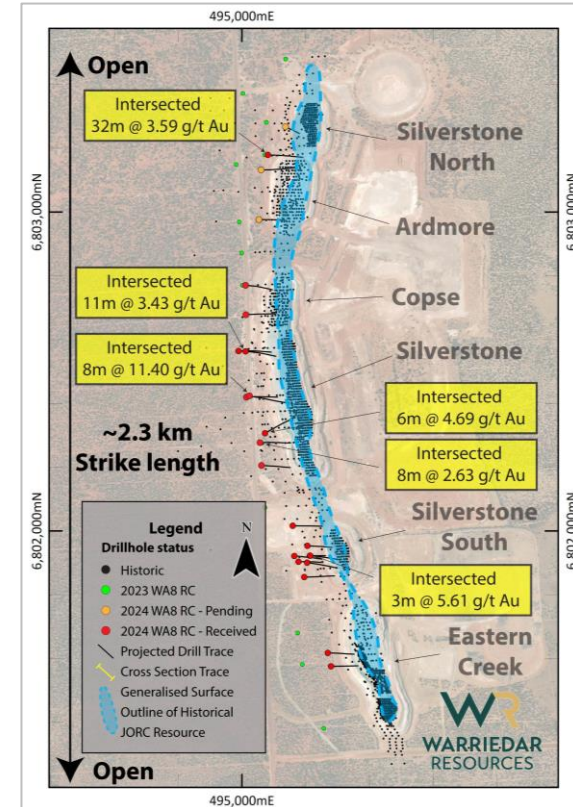 495,000mE
Open
Intersected
32m @ 3.59 g/t Au
Silverstone
North
6,803,000mN
6,803,000mN
Ardmore
Intersected
11m @ 3.43 g/t Au
Copse
Intersected
8m @ 11.40 g/t Au
Silverstone
Intersected
6m @ 4.69 g/t Au
~2.3 km
Strike length
Intersected
8m @ 2.63 g/t Au
Silverstone
South
6,802,000mN
6,802,000mN
Intersected
3m @ 5.61 g/t Au
Eastern
Creek
Legend
N
Drillhole status
Historic
2023 WA8 RC
2024 WA8 RC - Pending
2024 WA8 RC - Received
Projected Drill Trace
Cross Section Trace
Generalised Surface
Outline of Historical
JORC Resource
WR
WARRIEDAR
RESOURCES
Open
495,000mE